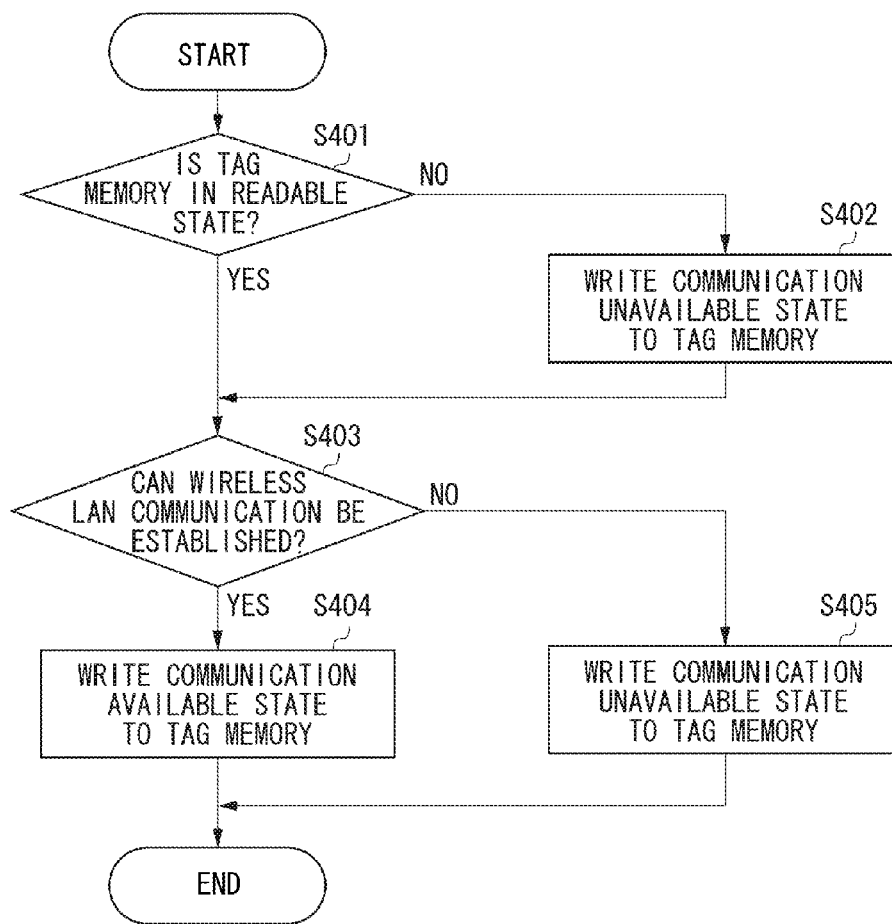 START
S401
IS TAG
MEMORY IN READABLE
STATE?
NO
YES
S402
WRITE COMMUNICATION
UNAVAILABLE STATE
TO TAG MEMORY
S403
CAN WIRELESS
LAN COMMUNICATION BE
ESTABLISHED?
NO
YES
S404
WRITE COMMUNICATION
AVAILABLE STATE
TO TAG MEMORY
S405
WRITE COMMUNICATION
UNAVAILABLE STATE
TO TAG MEMORY
END